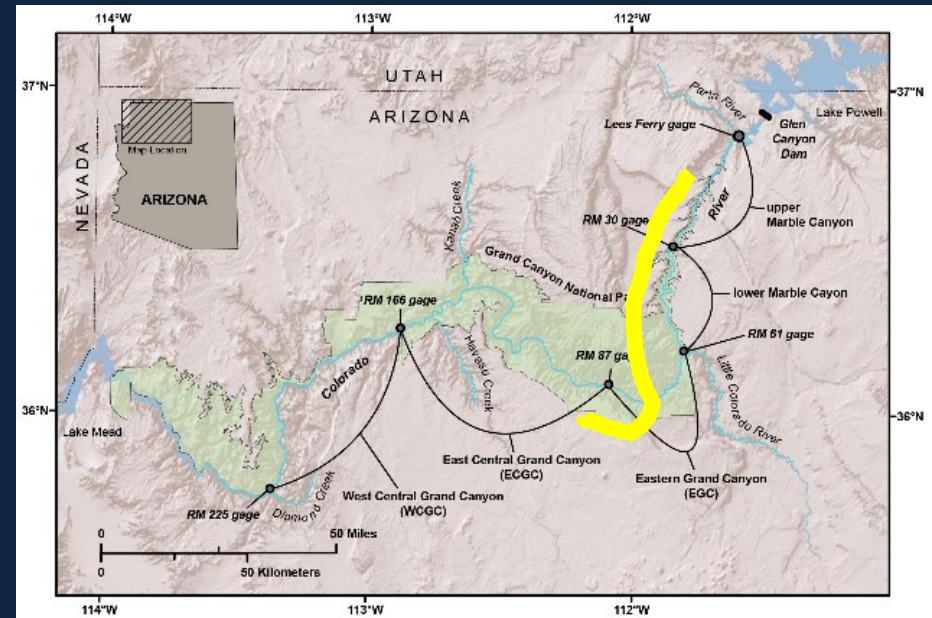 114°W
113°W
112°W
37°N
37°N
UTAH
ARIZONA
Paria River
Lake Powell
Lees Ferry gage
Glen
Canyon
Dam
Map Location
NEVADA
ARIZONA
Kanab Creek
River
upper
Marble Canyon
RM 30 gage
Grand Canyon
National
lower Marble Cayon
RM 166 gage
RM 61 gage
RM 87
Havasu Creek
Colorado
Little Colorado River
36°N
36°N
Lake Mead
East Central Grand Canyon
(ECGC)
Eastern Grand Canyon
(EGC)
West Central Grand Canyon
(WCGC)
RM 225 gage
Diamond Creek
0
50 Miles
0
50 Kilometers
114°W
113°W
112°W